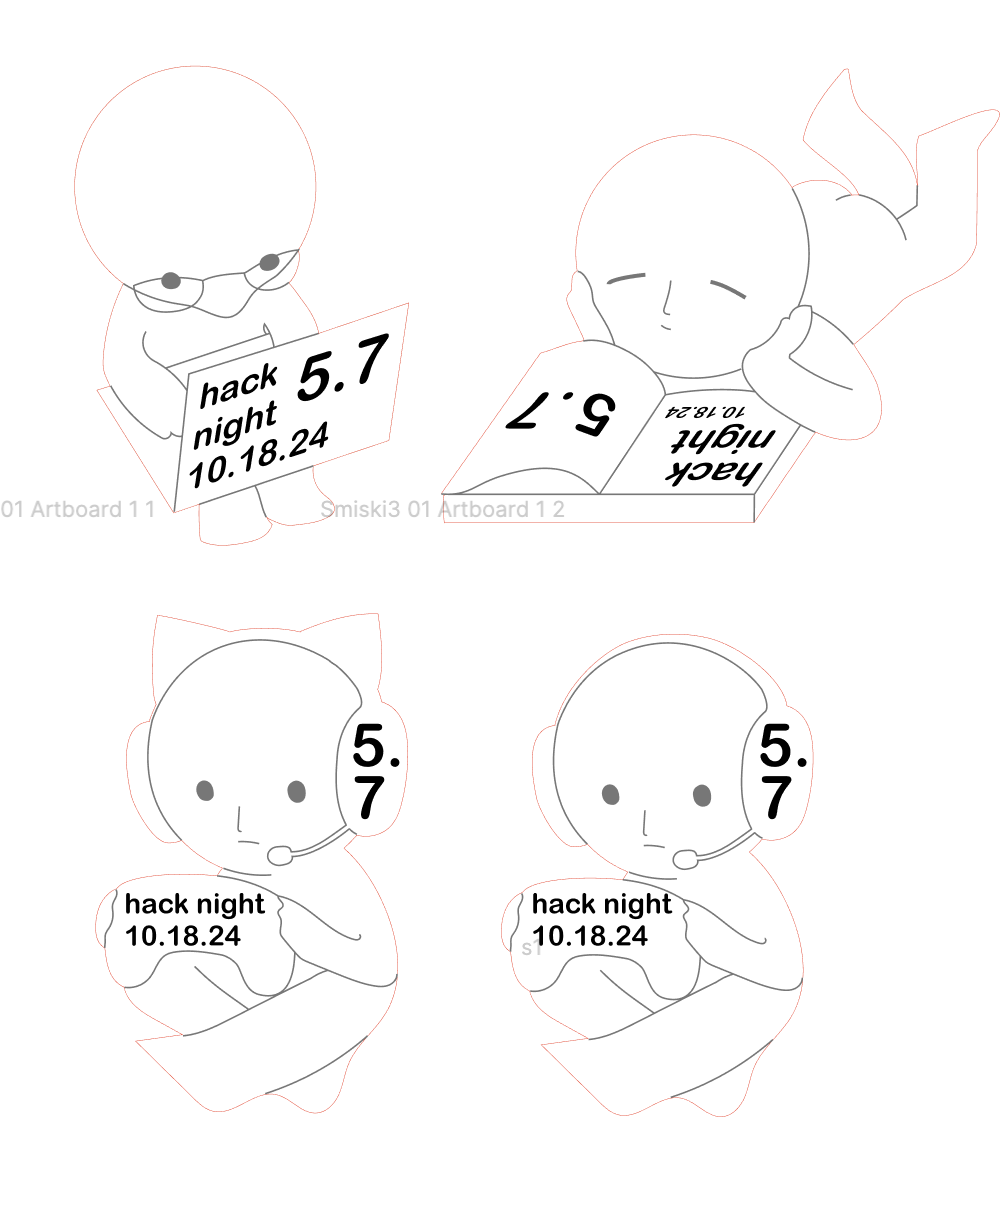 hack 5.7
night
10.18.24
5.7
10.18.24
hack
night
01 Artboard 1 1
Smiski3 01 Artboard 1 2
5.
7
hack night
10.18.24
5.
7
hack night
10.18.24
s1